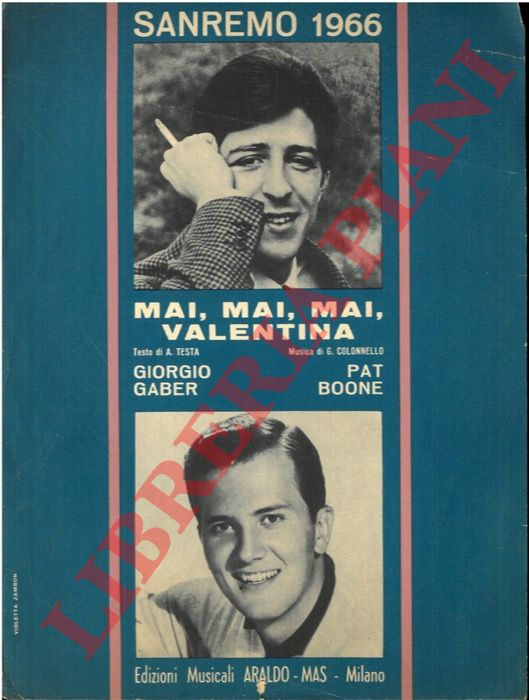 SANREMO 1966
MAI, MAI, MAI,
VALENTINA
Testo di A. TESTA
Musica di G. COLONNELLO
GIORGIO
GABER
PAT
BOONE
Edizioni Musicali ARALDO - MAS - Milano
VIOLETTA ZAMBON
LIBRERIA PIANI